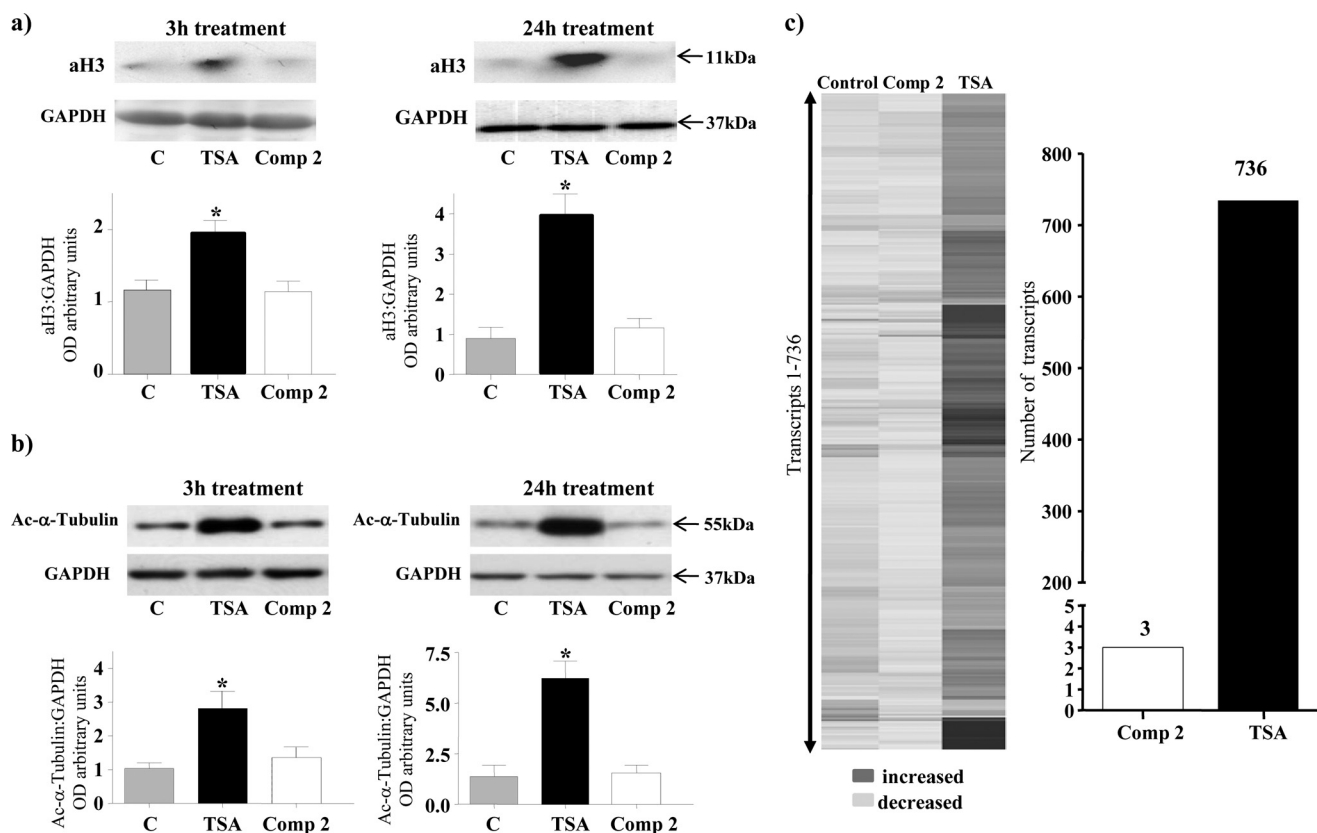 a)
3h treatment
aH3
GAPDH
C TSA Comp 2
24h treatment
aH3
11kDa
GAPDH
37kDa
C TSA Comp 2
aH3:GAPDH
OD arbitrary units
2
1
0
*
C TSA Comp 2
aH3:GAPDH
OD arbitrary units
4
3
2
1
0
*
C TSA Comp 2
b)
3h treatment
Ac-α-Tubulin
GAPDH
C TSA Comp 2
24h treatment
Ac-α-Tubulin
55kDa
GAPDH
37kDa
C TSA Comp 2
Ac-α-Tubulin:GAPDH
OD arbitrary units
4
3
2
1
0
*
C TSA Comp 2
Ac-α-Tubulin:GAPDH
OD arbitrary units
7.5
5.0
2.5
0.0
*
C TSA Comp 2
c)
Control Comp 2 TSA
Transcripts 1-736
increased
decreased
Number of transcripts
800
700
600
500
400
300
200
5
4
3
2
1
0
3
736
Comp 2 TSA